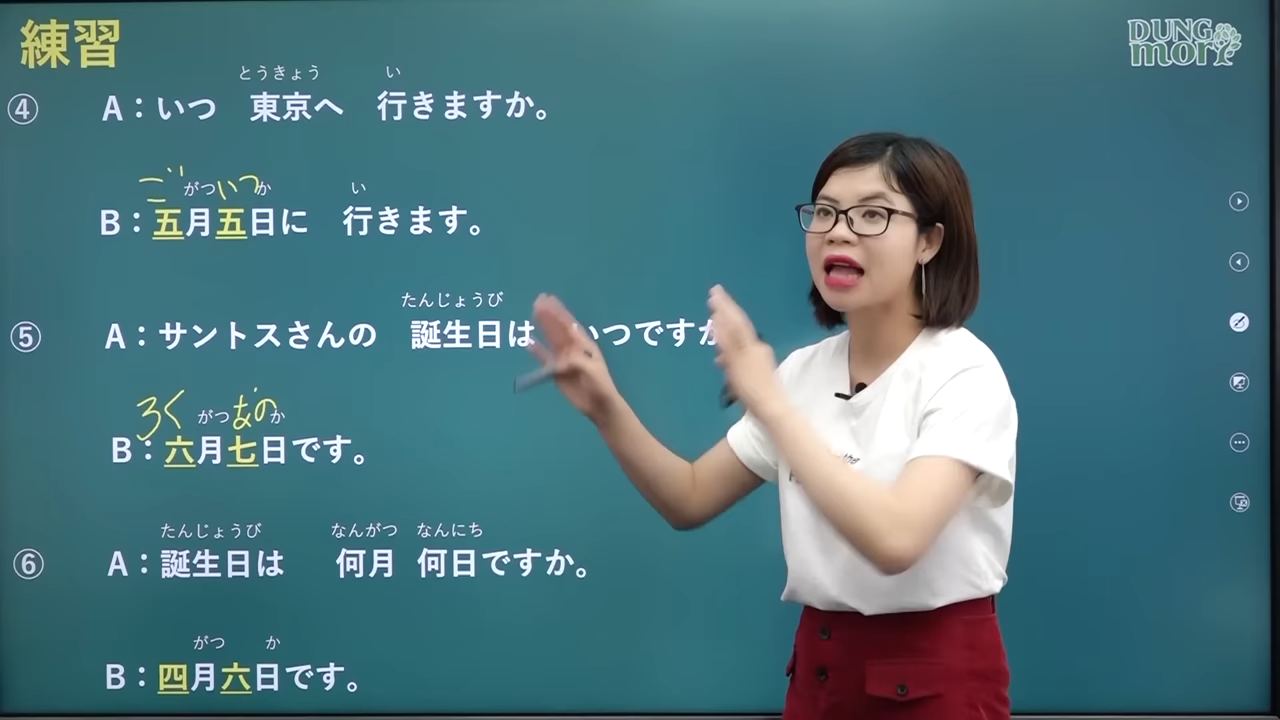 練習
DUNG
mori
とうきょう い
④ A：いつ 東京へ 行きますか。
ご がつ いつ か い
B：五月五日に 行きます。
たんじょうび
⑤ A：サントスさんの 誕生日は いつですか
ろく がつ なの か
B：六月七日です。
たんじょうび なんがつ なんにち
⑥ A：誕生日は 何月 何日ですか。
がつ か
B：四月六日です。